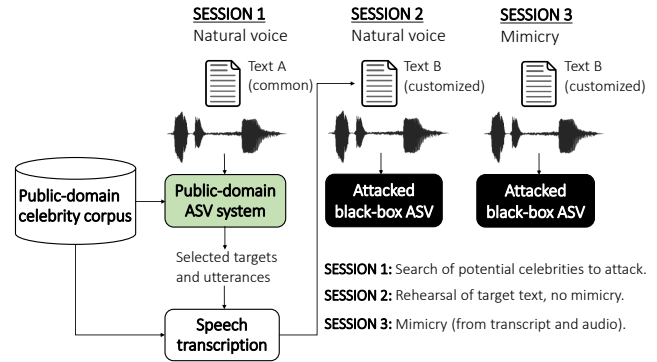 SESSION 1
Natural voice
Text A
(common)
SESSION 2
Natural voice
Text B
(customized)
SESSION 3
Mimicry
Text B
(customized)
Public-domain
celebrity corpus
Public-domain
ASV system
Attacked
black-box ASV
Attacked
black-box ASV
Selected targets
and utterances
Speech
transcription
SESSION 1: Search of potential celebrities to attack.
SESSION 2: Rehearsal of target text, no mimicry.
SESSION 3: Mimicry (from transcript and audio).